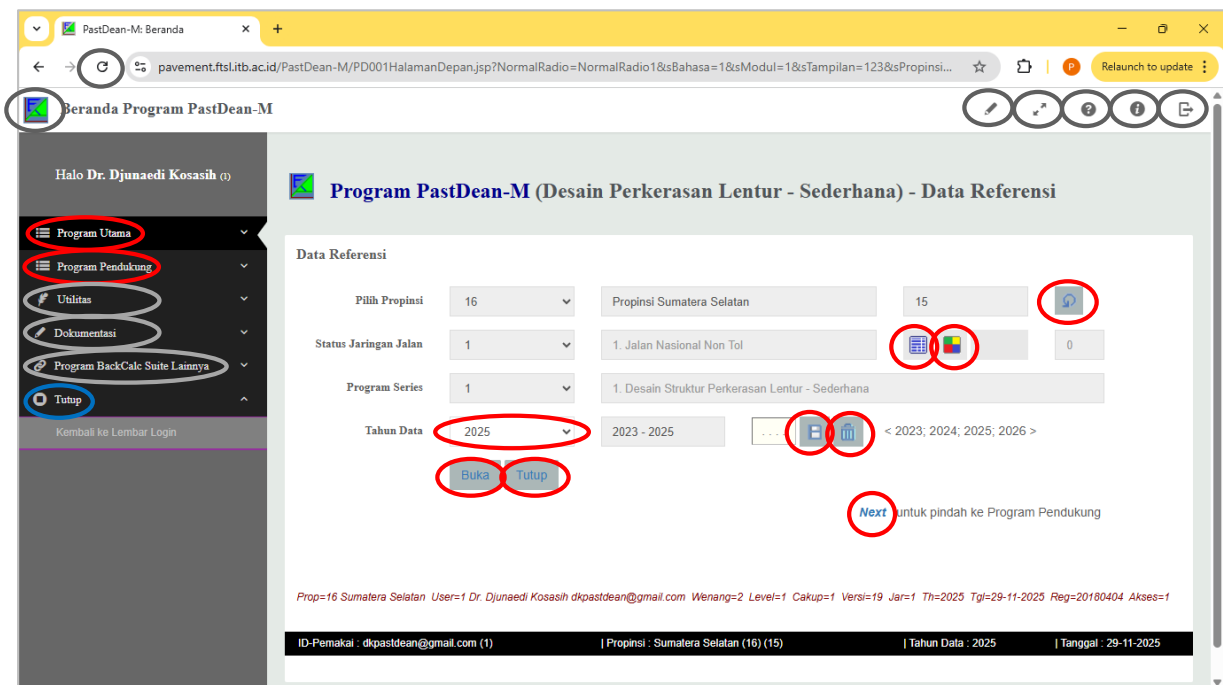 PastDean-M: Beranda
pavement.ftsl.itb.ac.id/PastDean-M/PD001HalamanDepan.jsp?NormalRadio=NormalRadio1&sBahasa=1&sModul=1&sTampilan=123&sPropinsi...
P
Relaunch to update
Beranda Program PastDean-M
Halo Dr. Djunaedi Kosasih (1)
Program Utama
Program Pendukung
Utilitas
Dokumentasi
Program BackCalc Suite Lainnya
Tutup
Kembali ke Lembar Login
Program PastDean-M (Desain Perkerasan Lentur - Sederhana) - Data Referensi
Data Referensi
Pilih Propinsi 16 Propinsi Sumatera Selatan 15
Status Jaringan Jalan 1 1. Jalan Nasional Non Tol 0
Program Series 1 1. Desain Struktur Perkerasan Lentur - Sederhana
Tahun Data 2025 2023 - 2025 .... < 2023; 2024; 2025; 2026 >
Buka Tutup
Next untuk pindah ke Program Pendukung
Prop=16 Sumatera Selatan User=1 Dr. Djunaedi Kosasih dkpastdean@gmail.com Wenang=2 Level=1 Cakup=1 Versi=19 Jar=1 Th=2025 Tgl=29-11-2025 Reg=20180404 Akses=1
ID-Pemakai : dkpastdean@gmail.com (1) | Propinsi : Sumatera Selatan (16) (15) | Tahun Data : 2025 | Tanggal : 29-11-2025